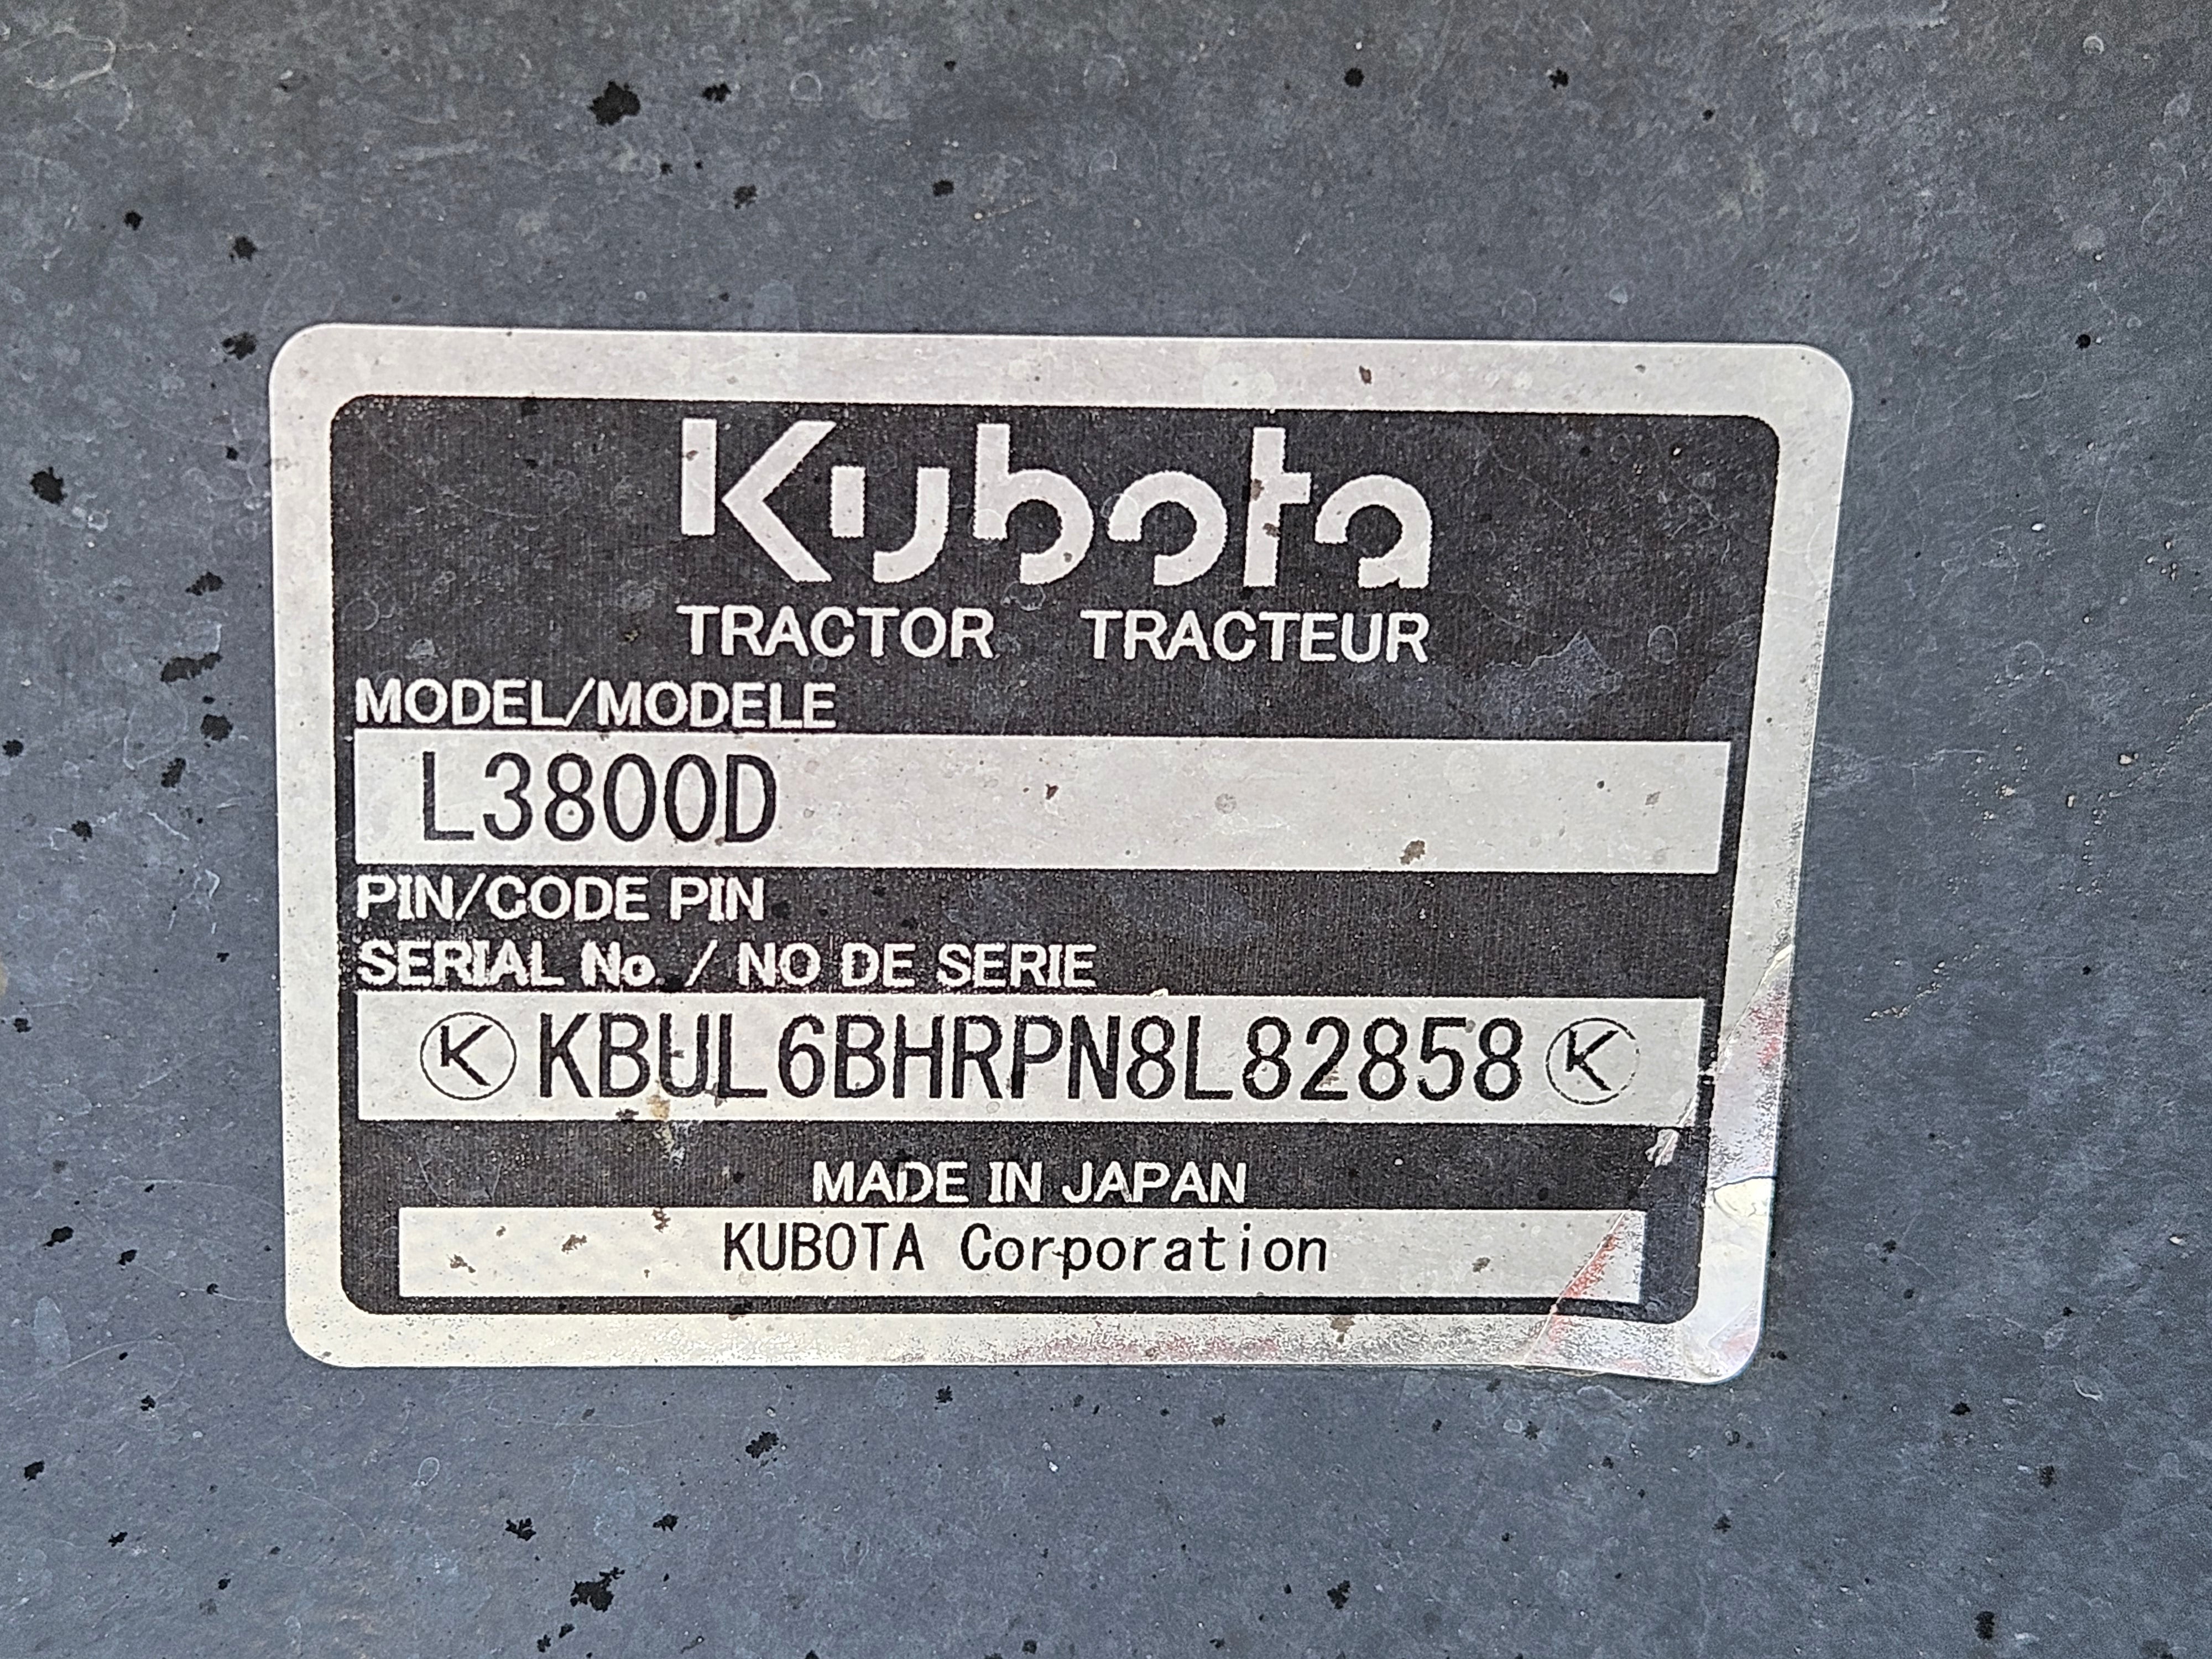 Kubota
TRACTOR TRACTEUR
MODEL/MODELE
L3800D
PIN/CODE PIN
SERIAL No. / NO DE SERIE
K KBUL6BHRPN8L82858 K
MADE IN JAPAN
KUBOTA Corporation